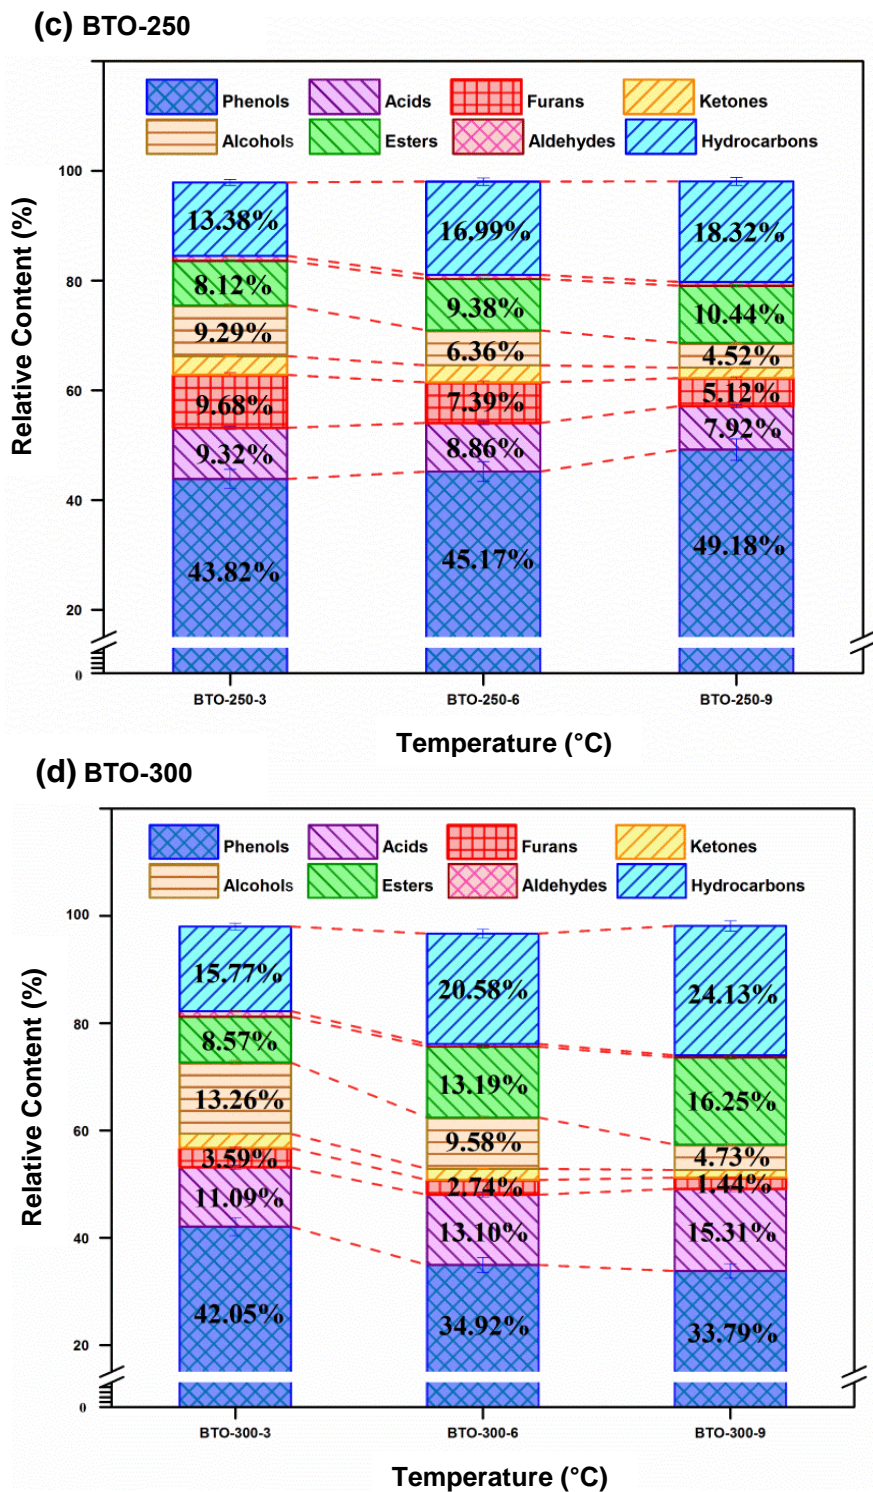 (c) BTO-250
Phenols Acids Furans Ketones
Alcohols Esters Aldehydes Hydrocarbons
Relative Content (%)
100
80
60
40
20
0
13.38% 16.99% 18.32%
8.12% 9.38% 10.44%
9.29% 6.36% 4.52%
9.68% 7.39% 5.12%
9.32% 8.86% 7.92%
43.82% 45.17% 49.18%
BTO-250-3 BTO-250-6 BTO-250-9
Temperature (°C)
(d) BTO-300
Phenols Acids Furans Ketones
Alcohols Esters Aldehydes Hydrocarbons
Relative Content (%)
100
80
60
40
20
0
15.77% 20.58% 24.13%
8.57% 13.19% 16.25%
13.26% 9.58% 4.73%
3.59% 2.74% 1.44%
11.09% 13.10% 15.31%
42.05% 34.92% 33.79%
BTO-300-3 BTO-300-6 BTO-300-9
Temperature (°C)